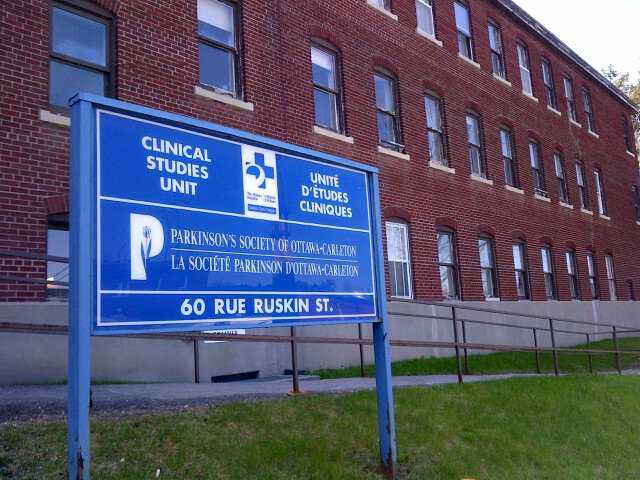 CLINICAL
STUDIES
UNIT
UNITÉ
D'ÉTUDES
CLINIQUES
P
PARKINSON'S SOCIETY OF OTTAWA-CARLETON
LA SOCIÉTÉ PARKINSON D'OTTAWA-CARLETON
60 RUE RUSKIN ST.